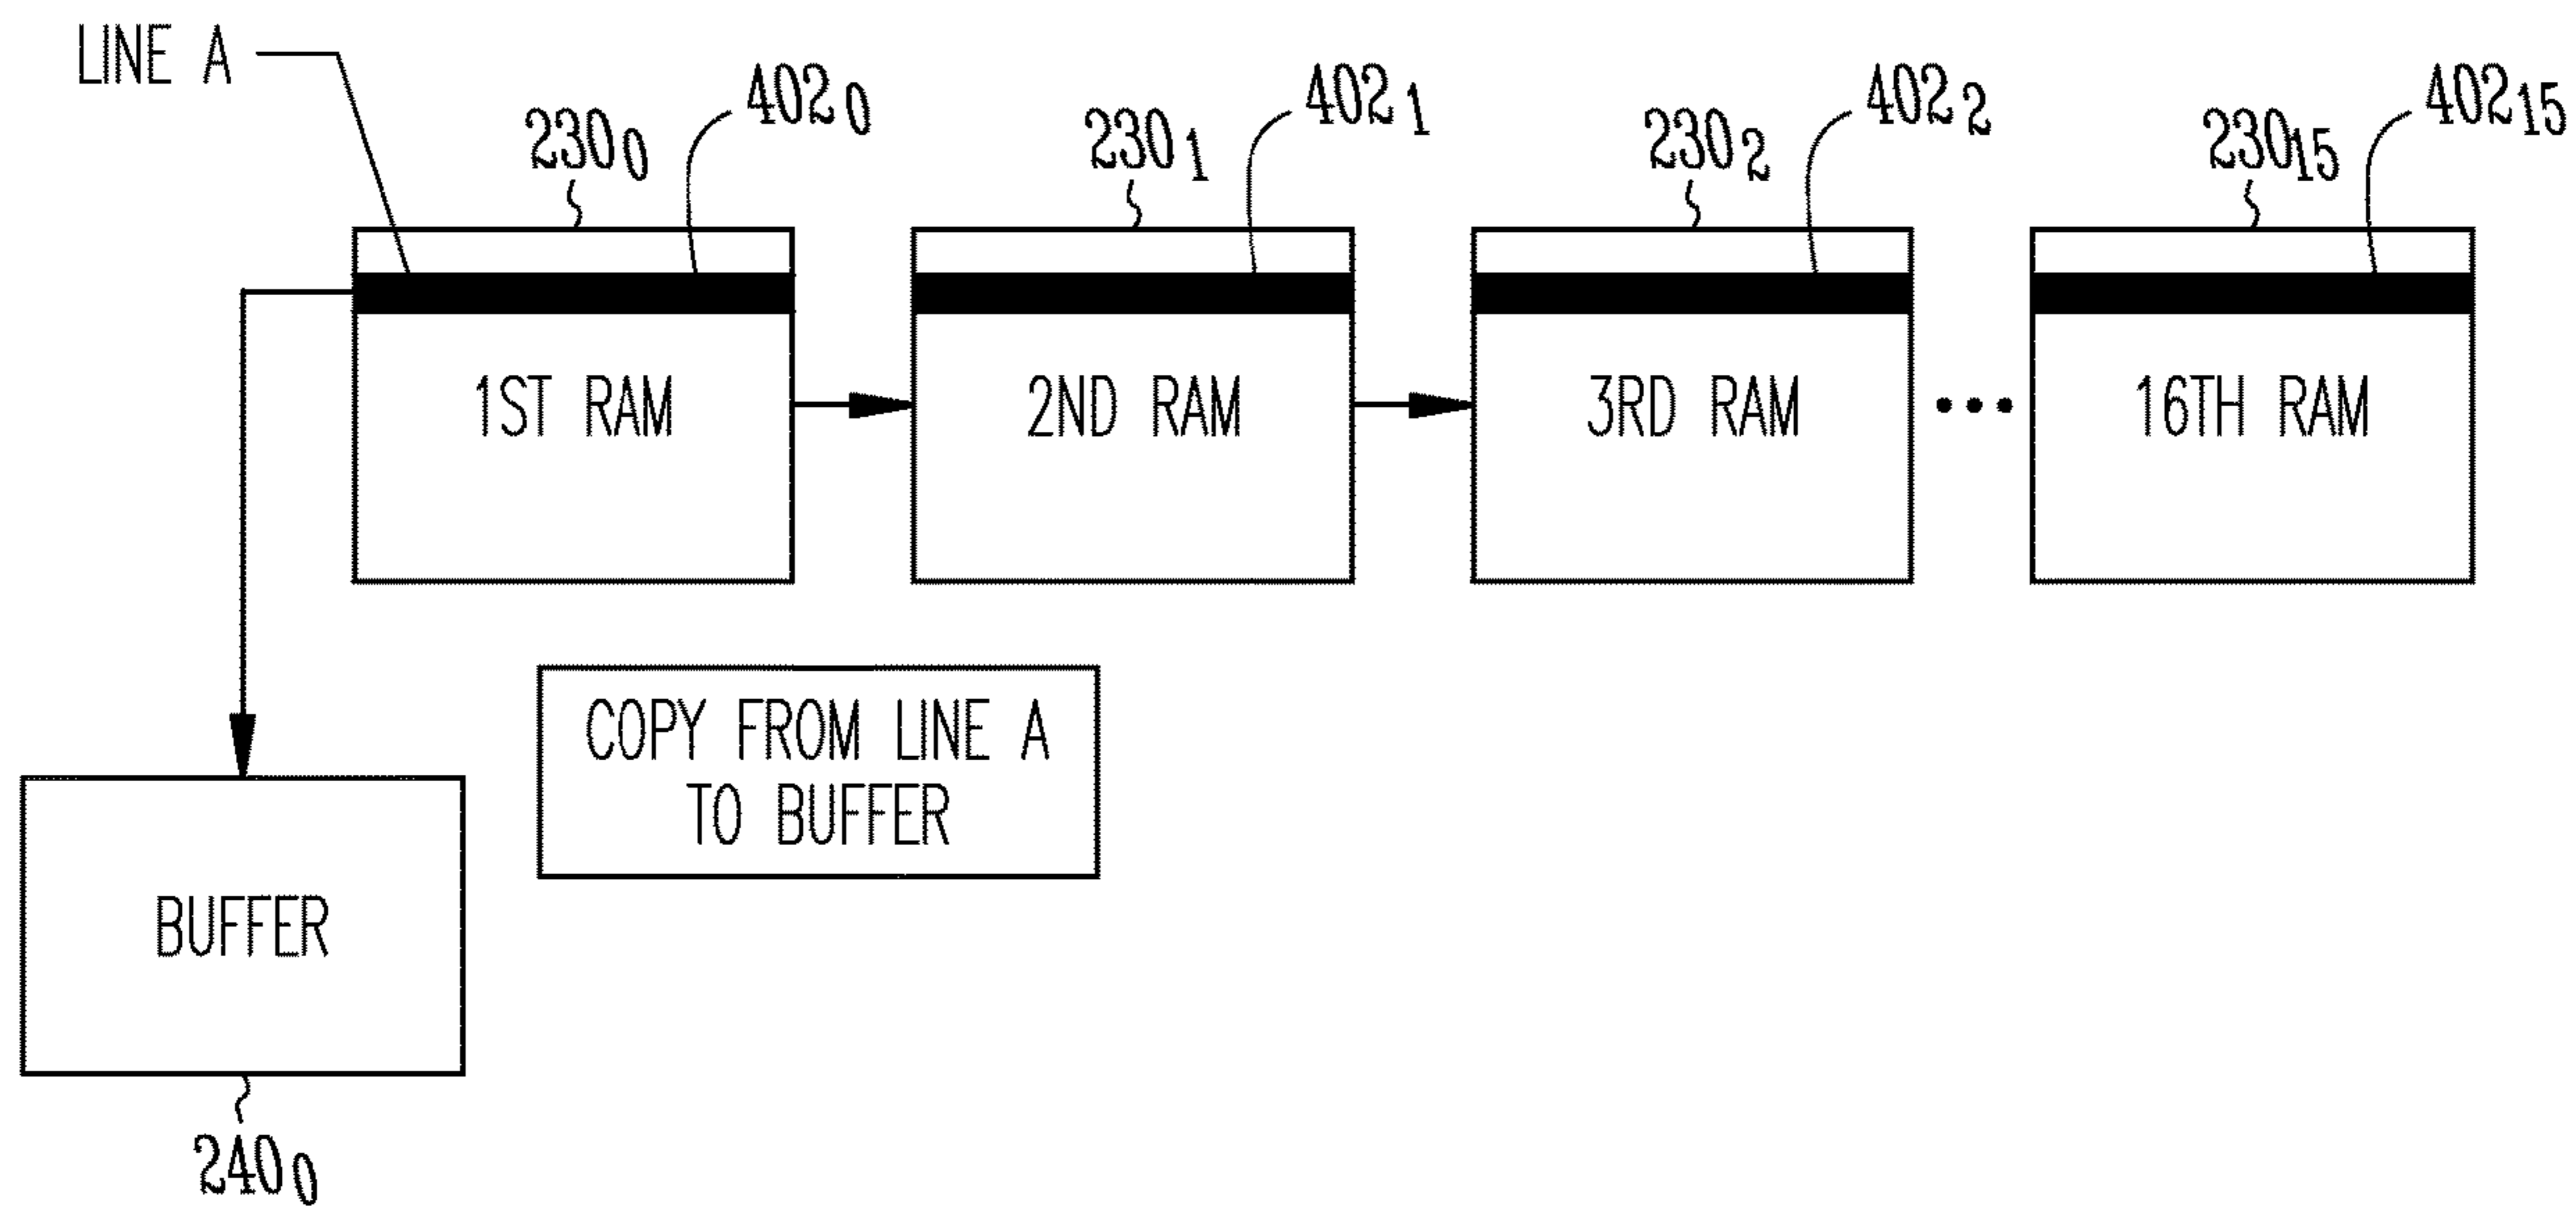 LINE A
230₀
402₀
230₁
402₁
230₂
402₂
230₁₅
402₁₅
1ST RAM
2ND RAM
3RD RAM
16TH RAM
COPY FROM LINE A
TO BUFFER
BUFFER
240₀